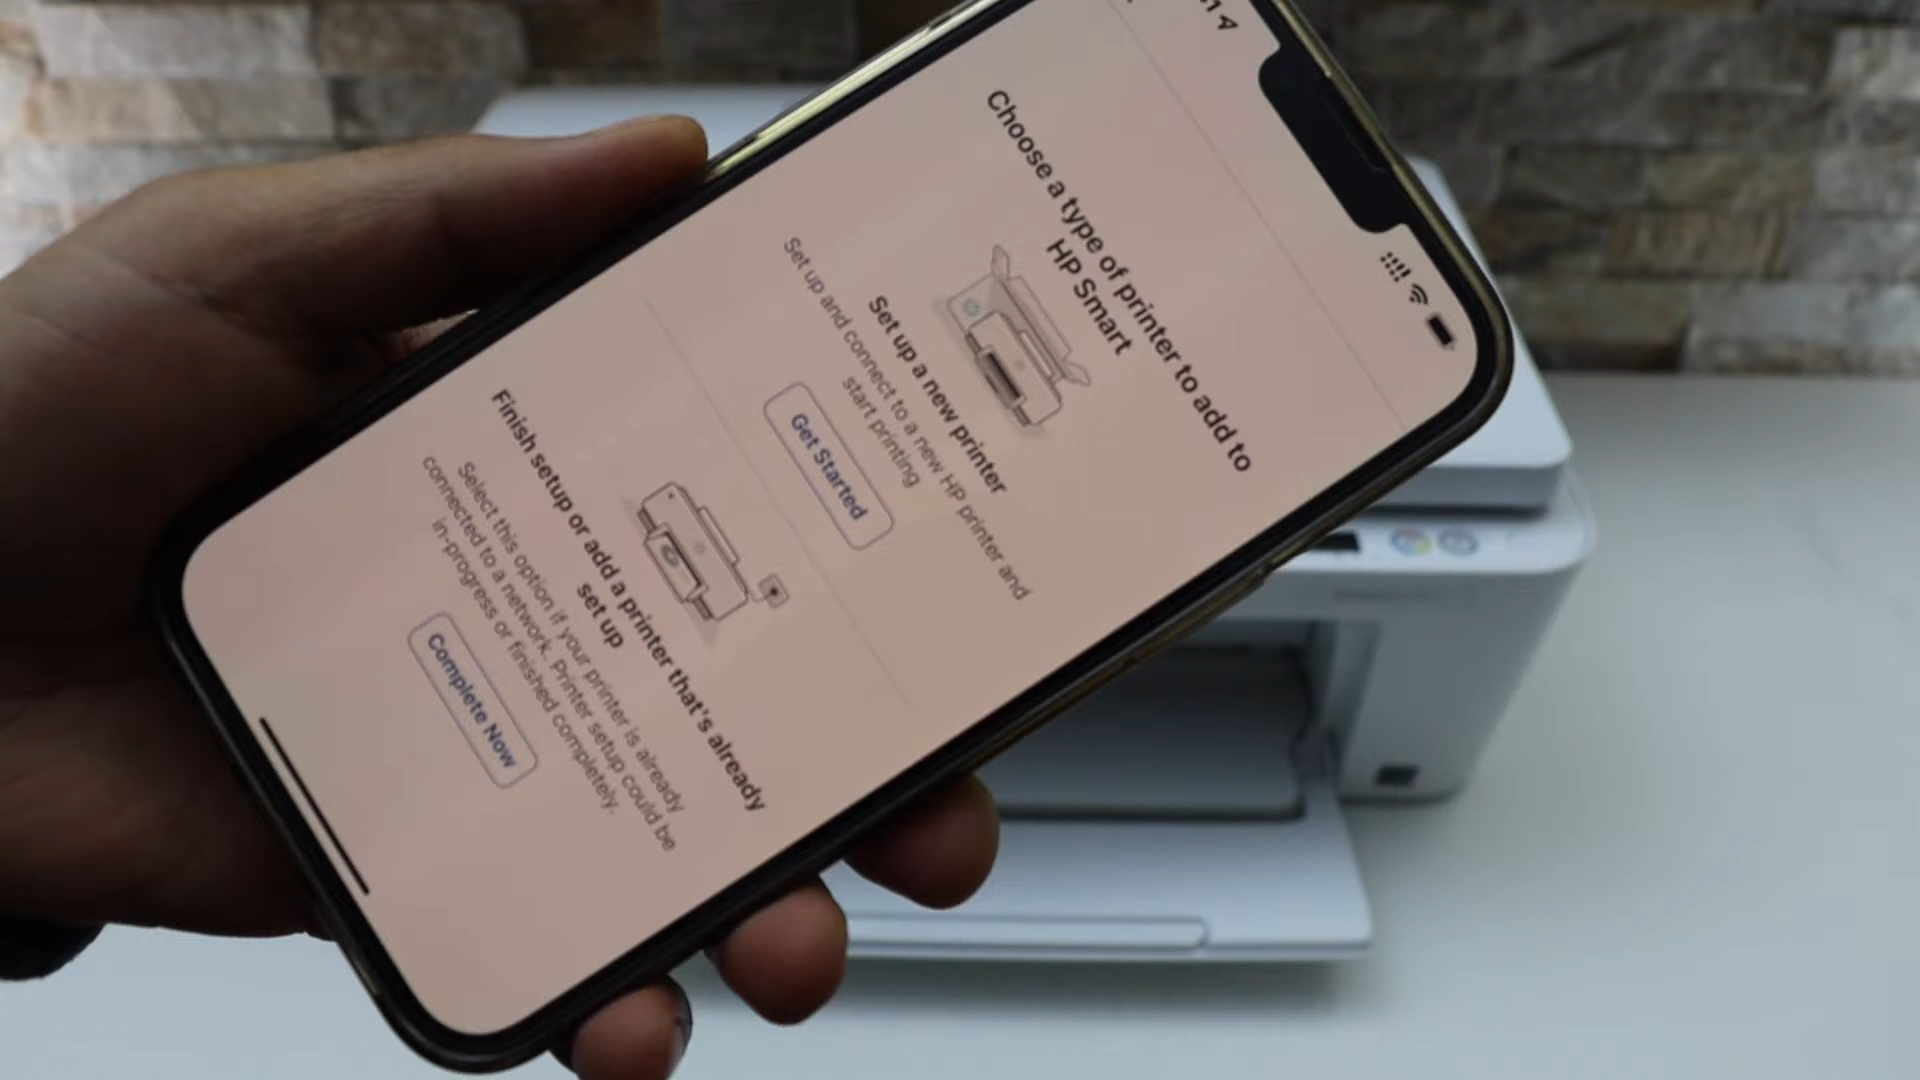 Choose a type of printer to add to
HP Smart
Set up a new printer
Set up and connect to a new HP printer and
start printing
Get Started
Finish setup or add a printer that's already
set up
Select this option if your printer is already
connected to a network. Printer setup could be
in-progress or finished completely.
Complete Now